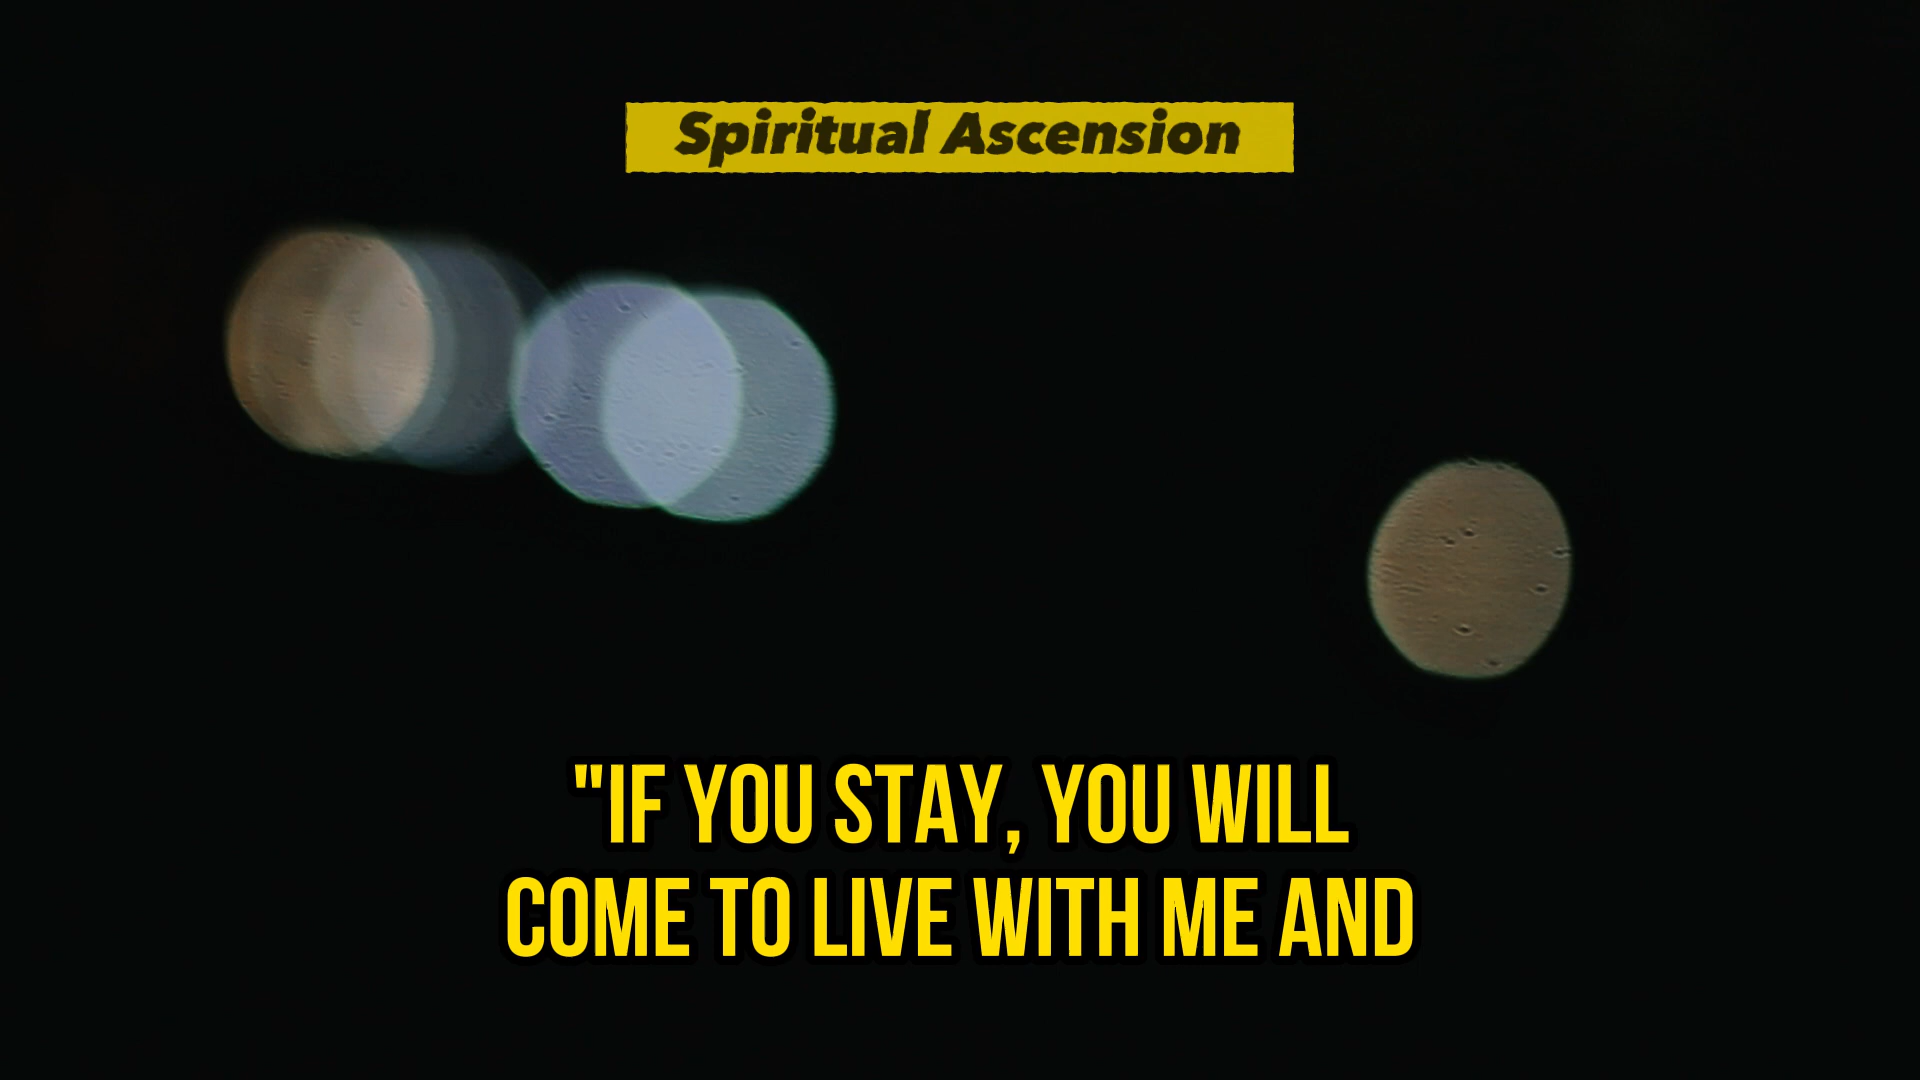 Spiritual Ascension
"IF YOU STAY, YOU WILL
COME TO LIVE WITH ME AND